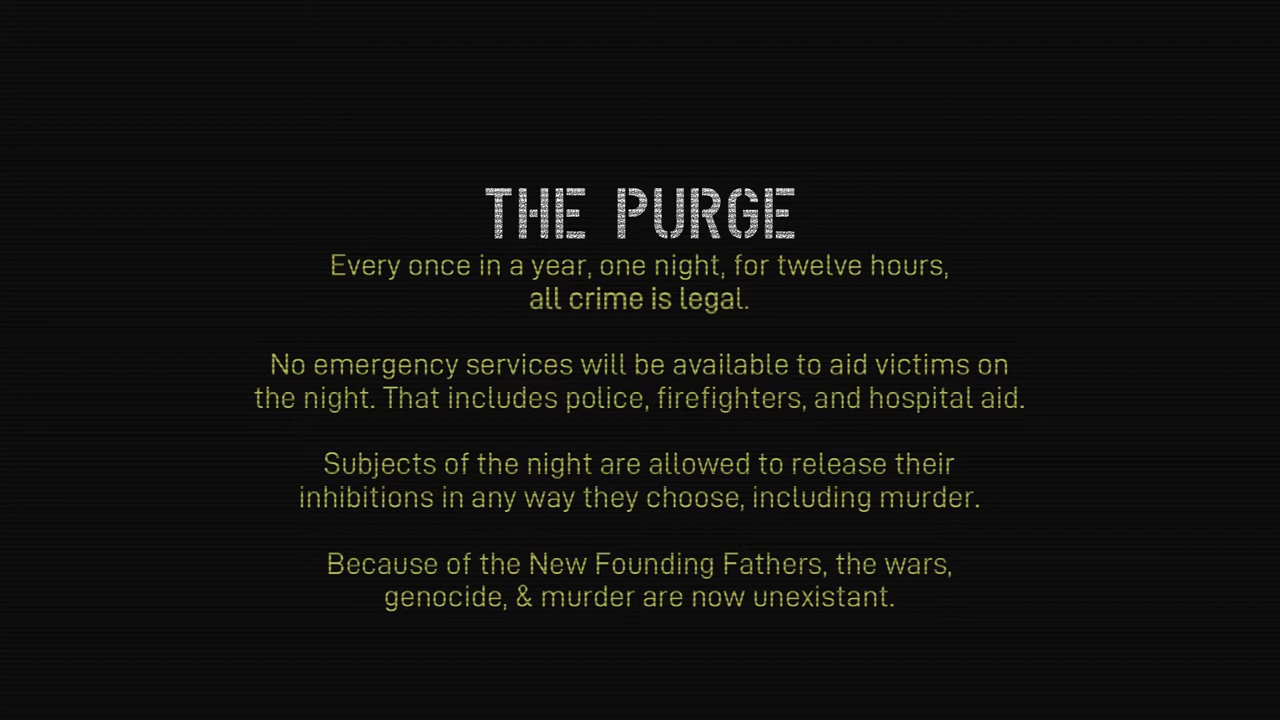 THE PURGE
Every once in a year, one night, for twelve hours,
all crime is legal.
No emergency services will be available to aid victims on
the night. That includes police, firefighters, and hospital aid.
Subjects of the night are allowed to release their
inhibitions in any way they choose, including murder.
Because of the New Founding Fathers, the wars,
genocide, & murder are now unexistant.